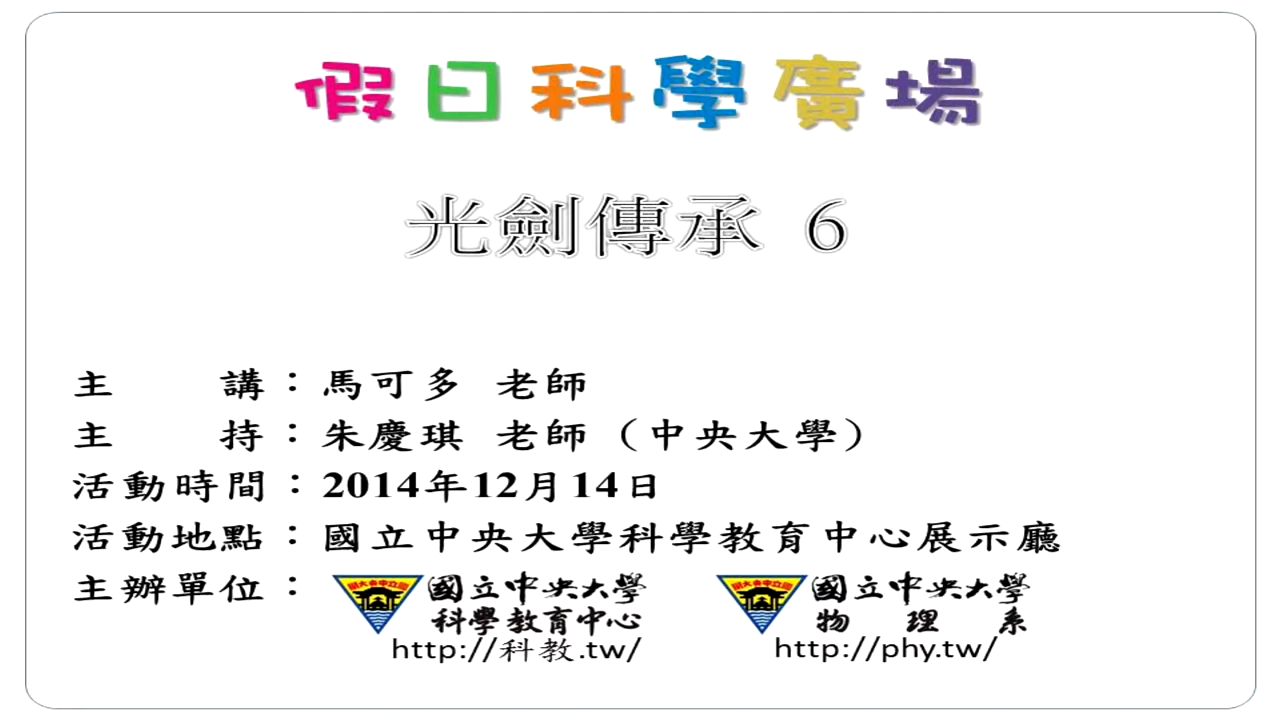 假日科學廣場
光劍傳承 6
主　　講：馬可多 老師
主　　持：朱慶琪 老師（中央大學）
活動時間：2014年12月14日
活動地點：國立中央大學科學教育中心展示廳
主辦單位： 國立中央大學 國立中央大學
科學教育中心 物理系
http://科教.tw/ http://phy.tw/